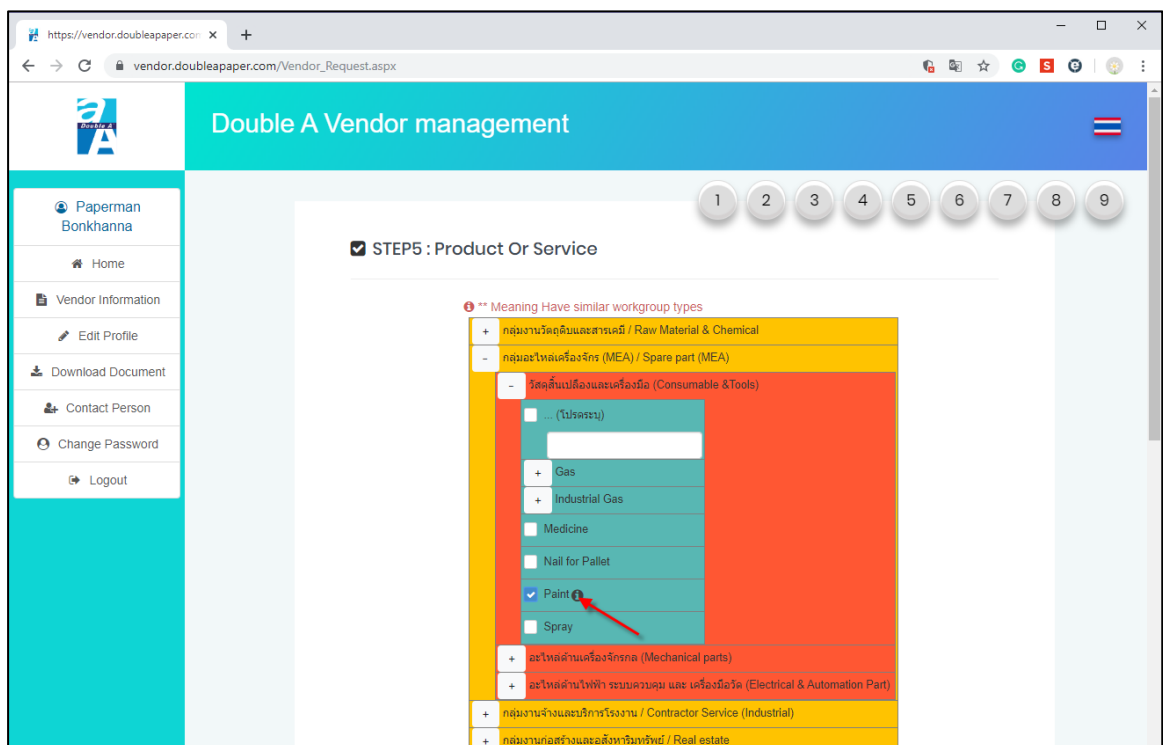 https://vendor.doubleapaper.con
vendor.doubleapaper.com/Vendor_Request.aspx
Double A
Double A Vendor management
Paperman
Bonkhanna
Home
Vendor Information
Edit Profile
Download Document
Contact Person
Change Password
Logout
1 2 3 4 5 6 7 8 9
STEP5 : Product Or Service
** Meaning Have similar workgroup types
+ กลุ่มงานวัตถุดิบและสารเคมี / Raw Material & Chemical
- กลุ่มอะไหล่เครื่องจักร (MEA) / Spare part (MEA)
- วัสดุสิ้นเปลืองและเครื่องมือ (Consumable &Tools)
... (โปรดระบุ)
+ Gas
+ Industrial Gas
Medicine
Nail for Pallet
Paint
Spray
+ อะไหล่ด้านเครื่องจักรกล (Mechanical parts)
+ อะไหล่ด้านไฟฟ้า ระบบควบคุม และ เครื่องมือวัด (Electrical & Automation Part)
+ กลุ่มงานจ้างและบริการโรงงาน / Contractor Service (Industrial)
+ กลุ่มงานก่อสร้างและอสังหาริมทรัพย์ / Real estate